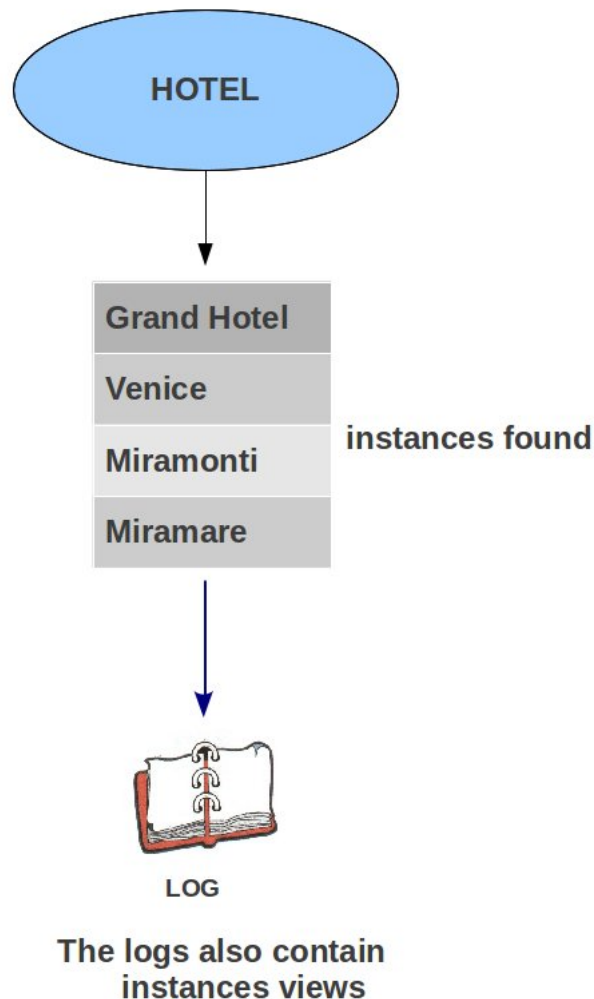 HOTEL
Grand Hotel
Venice
Miramonti
Miramare
instances found
LOG
The logs also contain
instances views